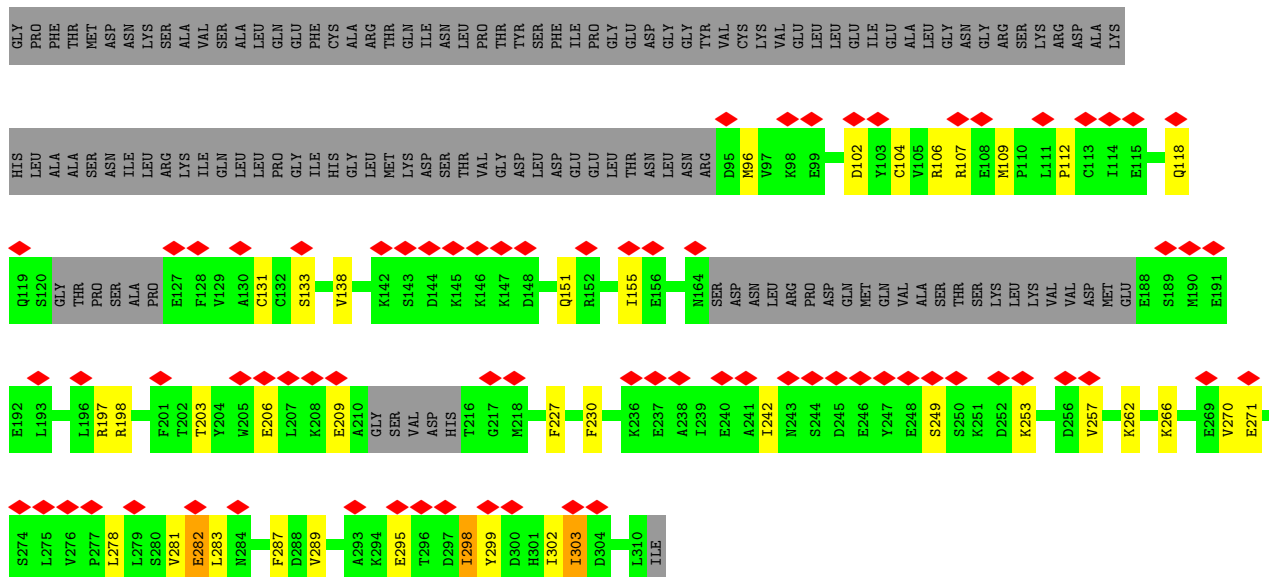 GLY PRO PHE THR MET ASP ASN LYS SER ALA VAL SER ALA LEU GLN GLU PHE CYS ALA ARG THR GLN ILE ASN LEU PRO THR TYR SER PHE ILE PRO GLY GLU ASP GLY GLY TYR VAL CYS LYS VAL GLU LEU LEU GLU ILE GLU ALA LEU GLY ASN GLY ARG SER LYS ARG ASP ALA LYS
HIS LEU ALA ALA SER ASN ILE LEU ARG LYS ILE GLN LEU LEU PRO GLY ILE HIS GLY LEU MET LYS ASP SER THR VAL GLY ASP LEU ASP GLU GLU LEU THR ASN LEU ASN ARG D95 M96 V97 K98 E99 D102 Y103 C104 V105 R106 R107 E108 M109 P110 L111 P112 C113 I114 E115 Q118
Q119 S120 GLY THR PRO SER ALA PRO E127 F128 V129 A130 C131 C132 S133 V138 K142 S143 D144 K145 K146 K147 D148 Q151 R152 I155 E156 N164 SER ASP ASN LEU ARG PRO ASP GLN MET GLN VAL ALA SER THR SER LYS LEU LYS VAL VAL ASP MET GLU E188 S189 M190 E191
E192 L193 L196 R197 R198 F201 T202 T203 Y204 W205 E206 L207 K208 E209 A210 GLY SER VAL ASP HIS T216 G217 M218 F227 F230 K236 E237 A238 I239 E240 A241 I242 N243 S244 D245 E246 Y247 E248 S249 S250 K251 D252 K253 D256 V257 K262 K266 E269 V270 E271
S274 L275 V276 P277 L278 L279 S280 V281 E282 L283 N284 F287 D288 V289 A293 K294 E295 T296 D297 I298 Y299 D300 H301 I302 I303 D304 L310 ILE